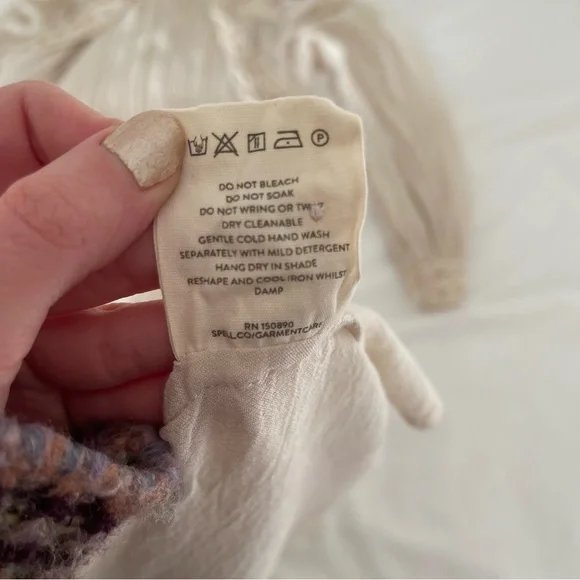 DO NOT BLEACH
DO NOT SOAK
DO NOT WRING OR TWIST
DRY CLEANABLE
GENTLE COLD HAND WASH
SEPARATELY WITH MILD DETERGENT
HANG DRY IN SHADE
RESHAPE AND COOL IRON WHILST
DAMP
RN 150890
SPELL.CO/GARMENTCARE